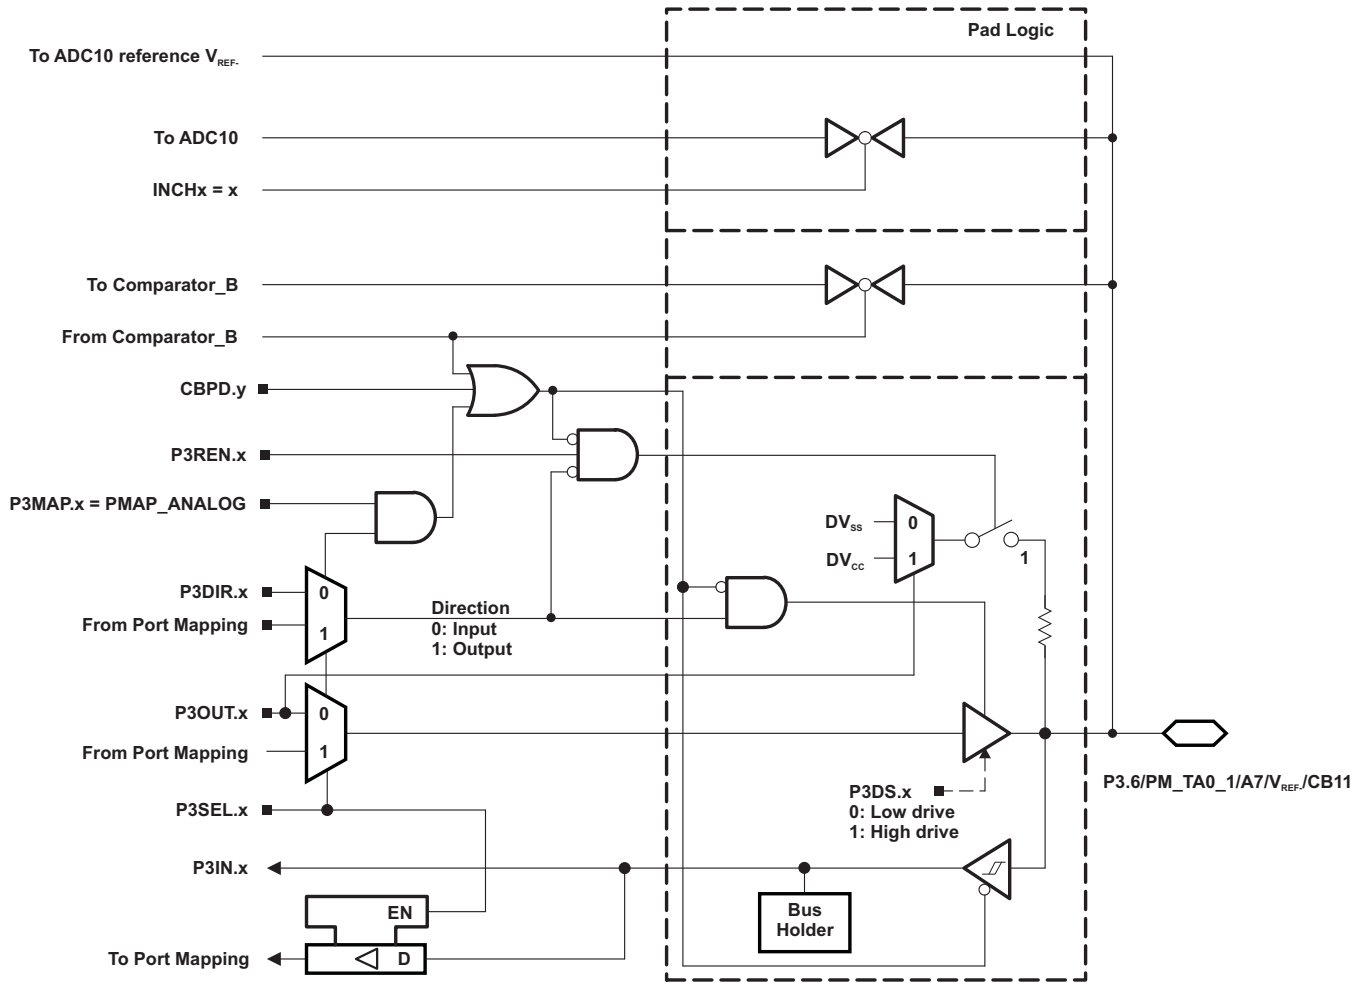 Pad Logic
To ADC10 reference VREF-
To ADC10
INCHx = x
To Comparator_B
From Comparator_B
CBPD.y
P3REN.x
P3MAP.x = PMAP_ANALOG
DVSS
0
DVCC
1
1
P3DIR.x
0
From Port Mapping
1
Direction
0: Input
1: Output
P3OUT.x
0
From Port Mapping
1
P3DS.x
0: Low drive
1: High drive
P3.6/PM_TA0_1/A7/VREF-/CB11
P3SEL.x
P3IN.x
EN
Bus
Holder
To Port Mapping
D